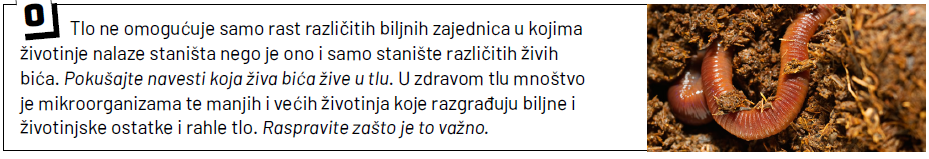 O
Tlo ne omogućuje samo rast različitih biljnih zajednica u kojima
životinje nalaze staništa nego je ono i samo stanište različitih živih
bića. Pokušajte navesti koja živa bića žive u tlu. U zdravom tlu mnoštvo
je mikroorganizama te manjih i većih životinja koje razgrađuju biljne i
životinjske ostatke i rahle tlo. Raspravite zašto je to važno.